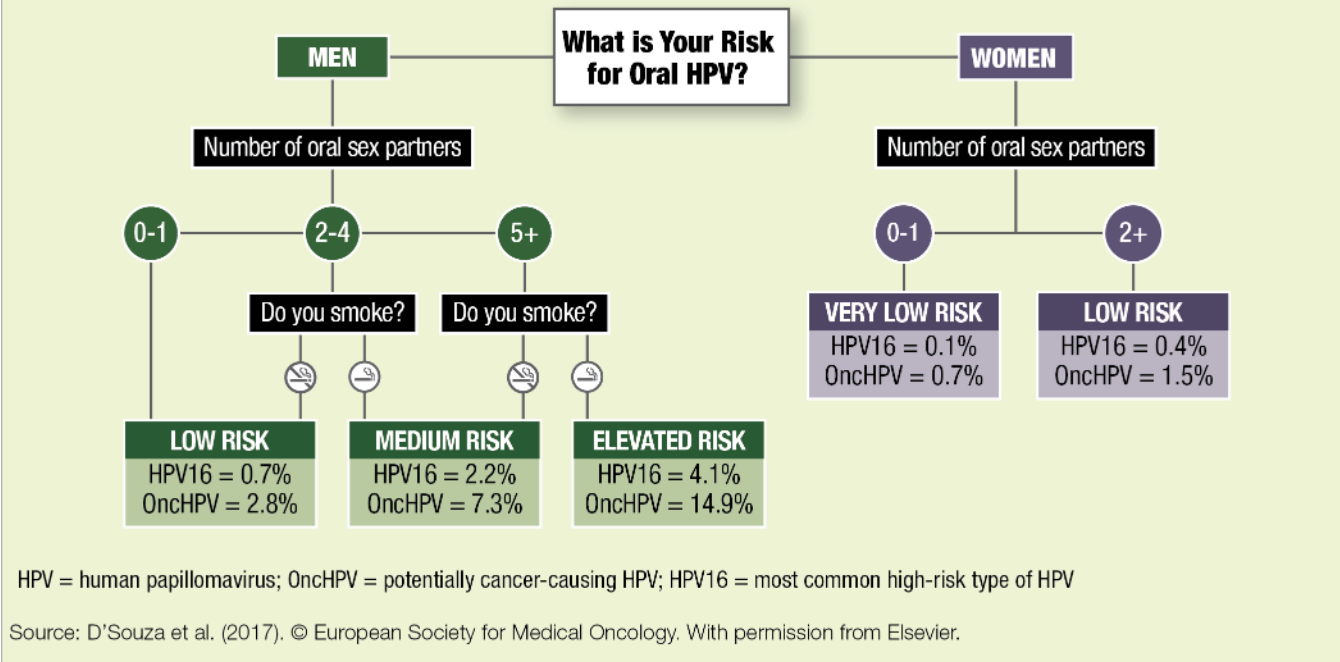 What is Your Risk
for Oral HPV?
MEN
WOMEN
Number of oral sex partners
Number of oral sex partners
0-1
2-4
5+
0-1
2+
Do you smoke?
Do you smoke?
VERY LOW RISK
HPV16 = 0.1%
OncHPV = 0.7%
LOW RISK
HPV16 = 0.4%
OncHPV = 1.5%
LOW RISK
HPV16 = 0.7%
OncHPV = 2.8%
MEDIUM RISK
HPV16 = 2.2%
OncHPV = 7.3%
ELEVATED RISK
HPV16 = 4.1%
OncHPV = 14.9%
HPV = human papillomavirus; OncHPV = potentially cancer-causing HPV; HPV16 = most common high-risk type of HPV
Source: D’Souza et al. (2017). © European Society for Medical Oncology. With permission from Elsevier.